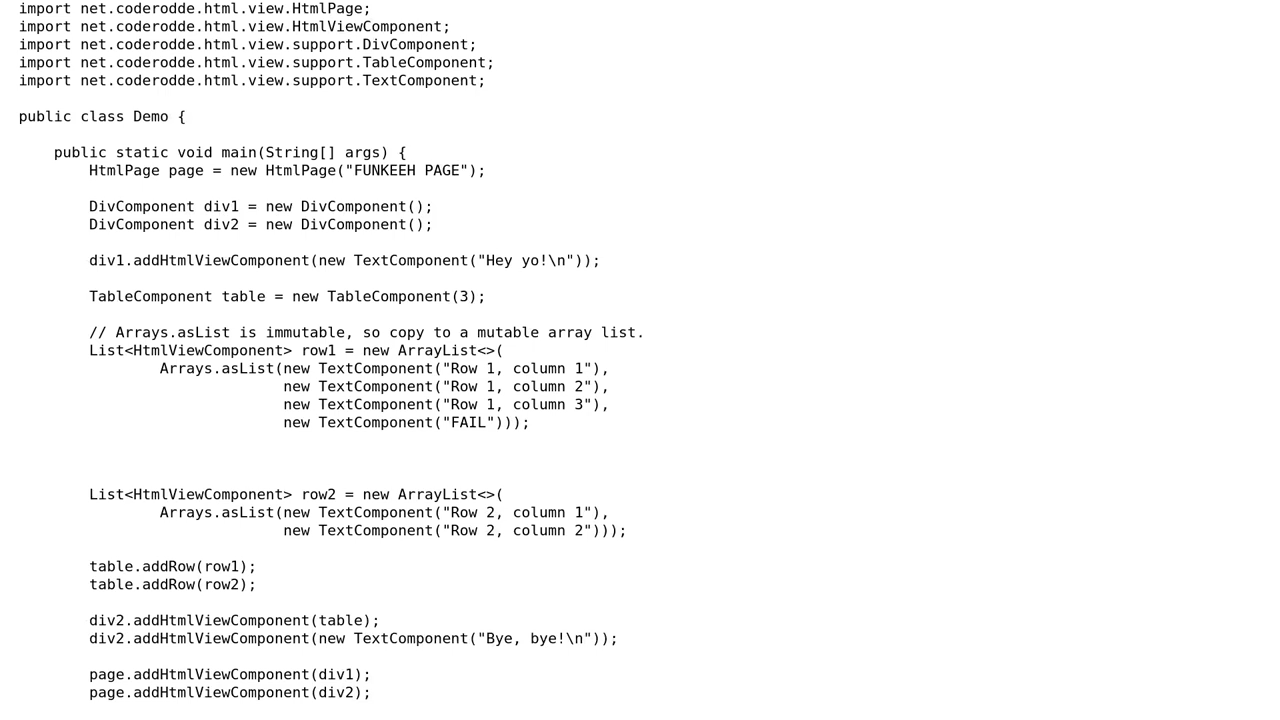 import net.coderodde.html.view.HtmlPage;
import net.coderodde.html.view.HtmlViewComponent;
import net.coderodde.html.view.support.DivComponent;
import net.coderodde.html.view.support.TableComponent;
import net.coderodde.html.view.support.TextComponent;

public class Demo {

    public static void main(String[] args) {
        HtmlPage page = new HtmlPage("FUNKEEH PAGE");

        DivComponent div1 = new DivComponent();
        DivComponent div2 = new DivComponent();

        div1.addHtmlViewComponent(new TextComponent("Hey yo!\n"));

        TableComponent table = new TableComponent(3);

        // Arrays.asList is immutable, so copy to a mutable array list.
        List<HtmlViewComponent> row1 = new ArrayList<>(
                Arrays.asList(new TextComponent("Row 1, column 1"),
                              new TextComponent("Row 1, column 2"),
                              new TextComponent("Row 1, column 3"),
                              new TextComponent("FAIL")));



        List<HtmlViewComponent> row2 = new ArrayList<>(
                Arrays.asList(new TextComponent("Row 2, column 1"),
                              new TextComponent("Row 2, column 2")));

        table.addRow(row1);
        table.addRow(row2);

        div2.addHtmlViewComponent(table);
        div2.addHtmlViewComponent(new TextComponent("Bye, bye!\n"));

        page.addHtmlViewComponent(div1);
        page.addHtmlViewComponent(div2);